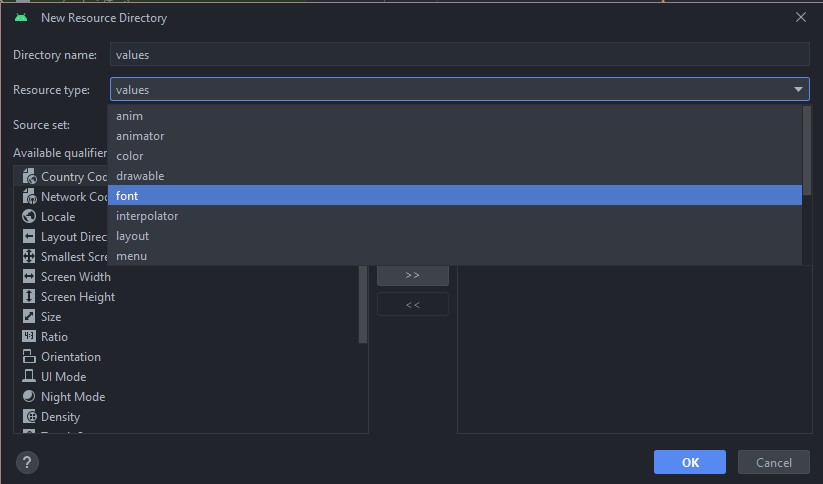 New Resource Directory
Directory name: values
Resource type: values
Source set:
Available qualifier
anim
animator
color
drawable
font
interpolator
layout
menu
Country Coo
Network Coo
Locale
Layout Direc
Smallest Scre
Screen Width
Screen Height
Size
Ratio
Orientation
UI Mode
Night Mode
Density
>>
<<
?
OK
Cancel